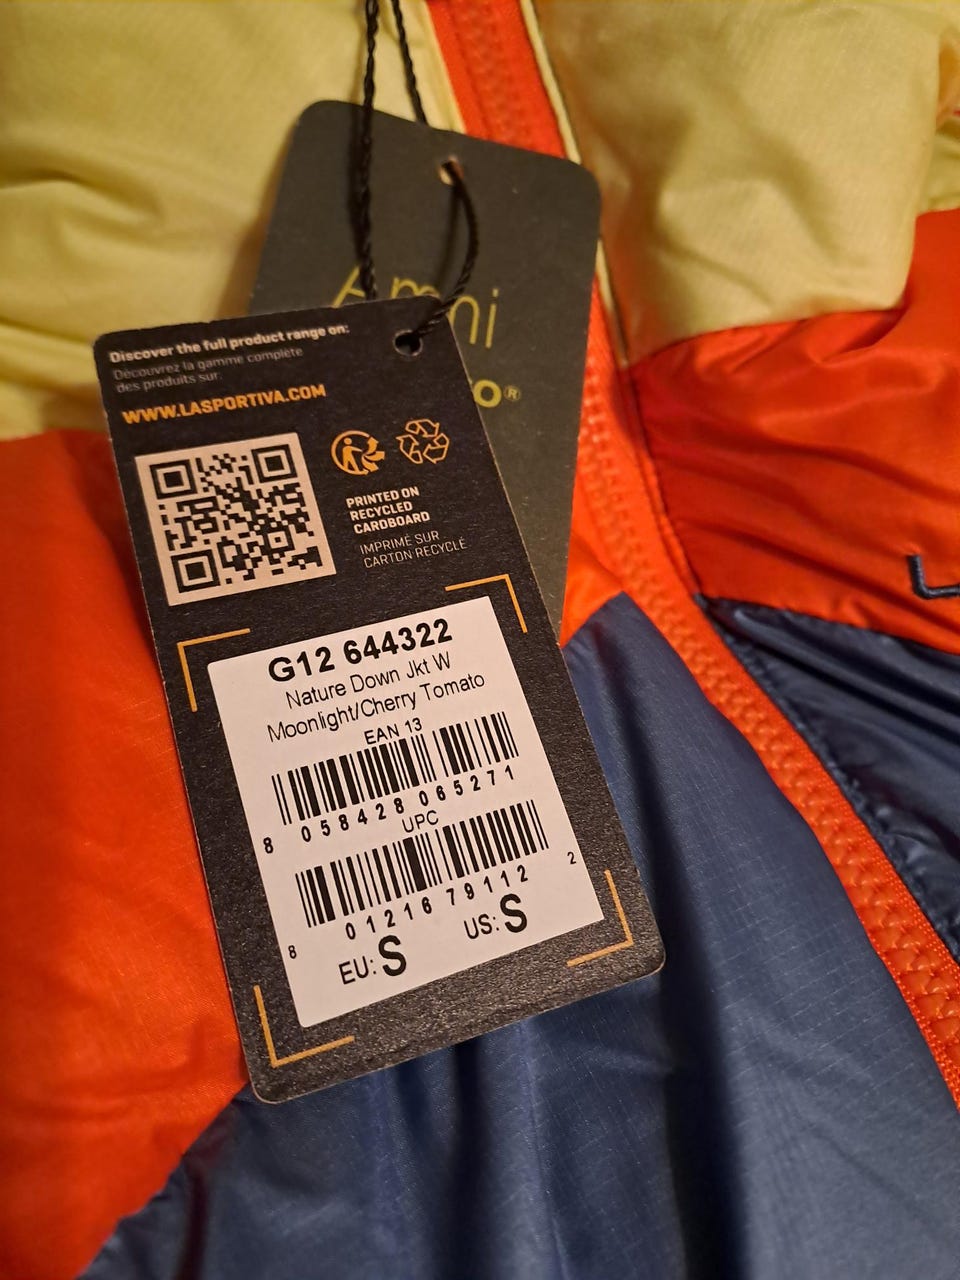 Discover the full product range on:
Découvrez la gamme complète
des produits sur:
WWW.LASPORTIVA.COM
PRINTED ON
RECYCLED
CARDBOARD
IMPRIMÉ SUR
CARTON RECYCLÉ
G12 644322
Nature Down Jkt W
Moonlight/Cherry Tomato
EAN 13
8 058428 065271
UPC
8 01216 79112 2
EU: S
US: S